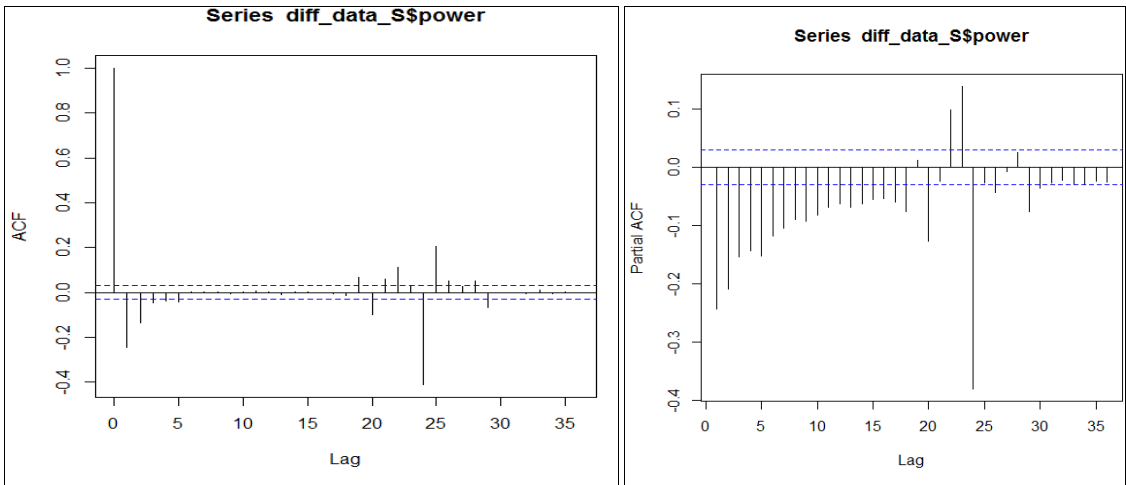 Series diff_data_S$power
ACF
1.0
0.8
0.6
0.4
0.2
0.0
-0.2
-0.4
0 5 10 15 20 25 30 35
Lag
Series diff_data_S$power
Partial ACF
0.1
0.0
-0.1
-0.2
-0.3
-0.4
0 5 10 15 20 25 30 35
Lag